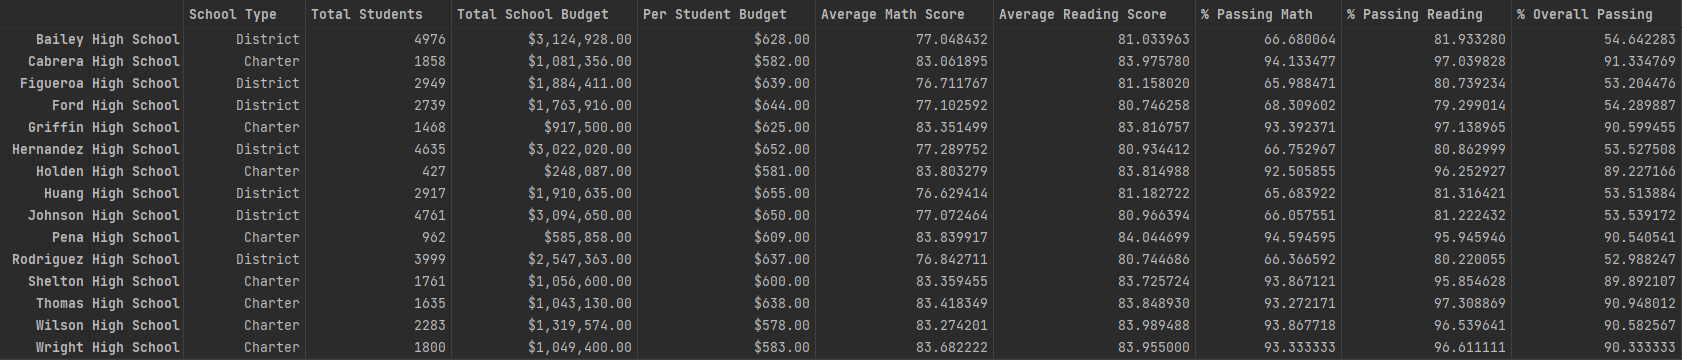 School Type Total Students Total School Budget Per Student Budget Average Math Score Average Reading Score % Passing Math % Passing Reading % Overall Passing
Bailey High School District 4976 $3,124,928.00 $628.00 77.048432 81.033963 66.680064 81.933280 54.642283
Cabrera High School Charter 1858 $1,081,356.00 $582.00 83.061895 83.975780 94.133477 97.039828 91.334769
Figueroa High School District 2949 $1,884,411.00 $639.00 76.711767 81.158020 65.988471 80.739234 53.204476
Ford High School District 2739 $1,763,916.00 $644.00 77.102592 80.746258 68.309602 79.299014 54.289887
Griffin High School Charter 1468 $917,500.00 $625.00 83.351499 83.816757 93.392371 97.138965 90.599455
Hernandez High School District 4635 $3,022,020.00 $652.00 77.289752 80.934412 66.752967 80.862999 53.527508
Holden High School Charter 427 $248,087.00 $581.00 83.803279 83.814988 92.505855 96.252927 89.227166
Huang High School District 2917 $1,910,635.00 $655.00 76.629414 81.182722 65.683922 81.316421 53.513884
Johnson High School District 4761 $3,094,650.00 $650.00 77.072464 80.966394 66.057551 81.222432 53.539172
Pena High School Charter 962 $585,858.00 $609.00 83.839917 84.044699 94.594595 95.945946 90.540541
Rodriguez High School District 3999 $2,547,363.00 $637.00 76.842711 80.744686 66.366592 80.220055 52.988247
Shelton High School Charter 1761 $1,056,600.00 $600.00 83.359455 83.725724 93.867121 95.854628 89.892107
Thomas High School Charter 1635 $1,043,130.00 $638.00 83.418349 83.848930 93.272171 97.308869 90.948012
Wilson High School Charter 2283 $1,319,574.00 $578.00 83.274201 83.989488 93.867718 96.539641 90.582567
Wright High School Charter 1800 $1,049,400.00 $583.00 83.682222 83.955000 93.333333 96.611111 90.333333